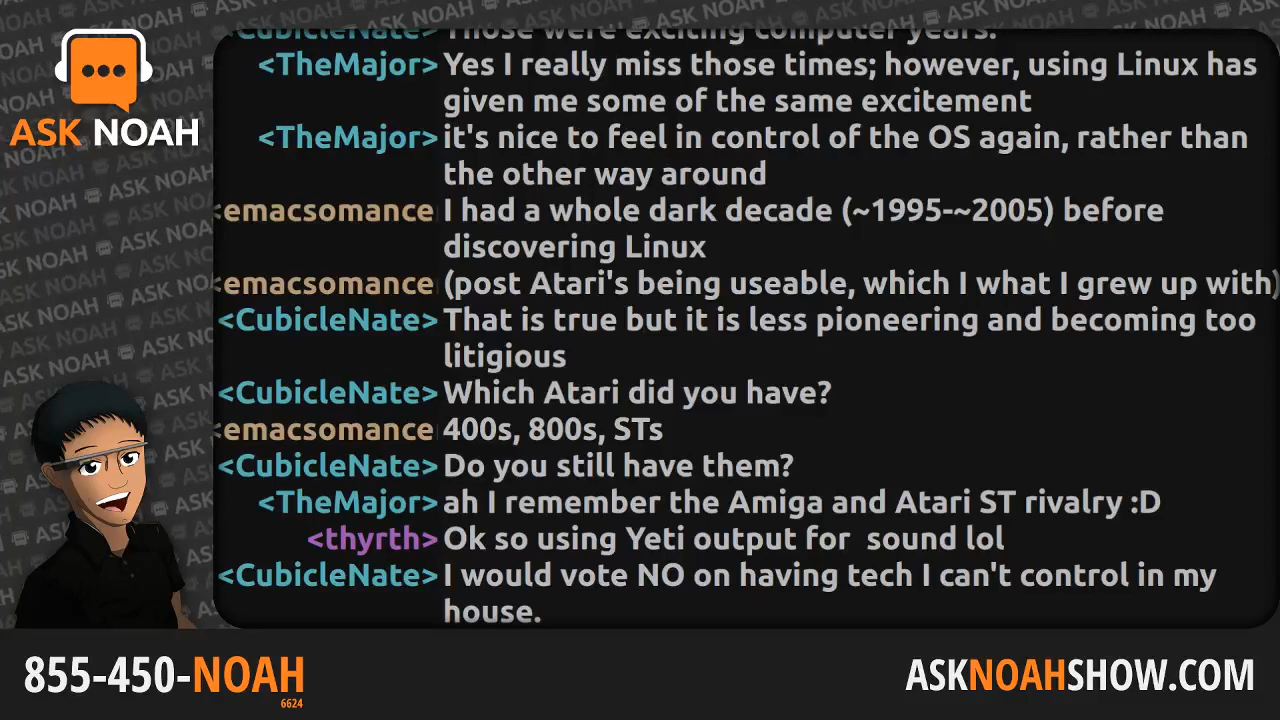 <CubicleNate> Those were exciting computer years.
<TheMajor> Yes I really miss those times; however, using Linux has
given me some of the same excitement
<TheMajor> it's nice to feel in control of the OS again, rather than
the other way around
<emacsomance I had a whole dark decade (~1995-~2005) before
discovering Linux
<emacsomance (post Atari's being useable, which I what I grew up with)
<CubicleNate> That is true but it is less pioneering and becoming too
litigious
<CubicleNate> Which Atari did you have?
<emacsomance 400s, 800s, STs
<CubicleNate> Do you still have them?
<TheMajor> ah I remember the Amiga and Atari ST rivalry :D
<thyrth> Ok so using Yeti output for  sound lol
<CubicleNate> I would vote NO on having tech I can't control in my
house.
ASK NOAH
855-450-NOAH
6624
ASKNOAHSHOW.COM